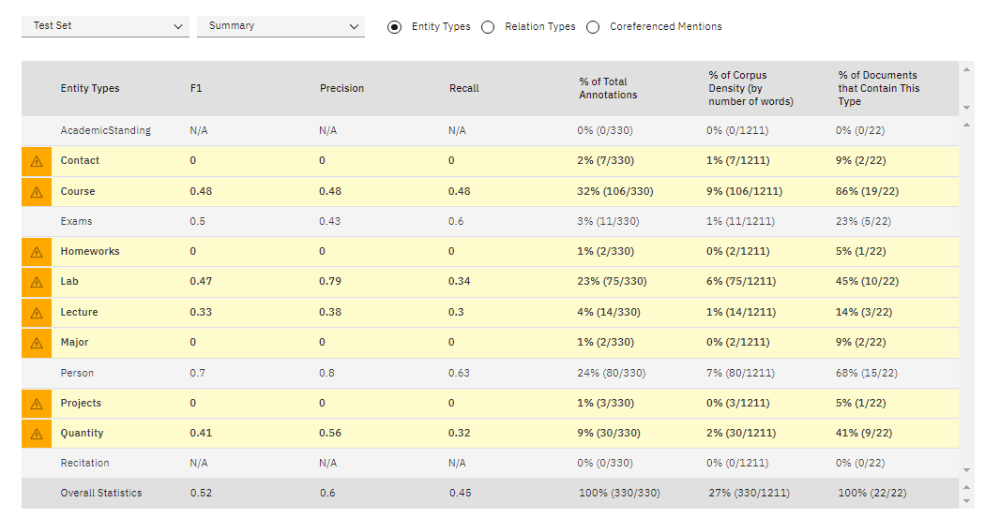 Test Set Summary Entity Types Relation Types Coreferenced Mentions
Entity Types F1 Precision Recall % of Total Annotations % of Corpus Density (by number of words) % of Documents that Contain This Type
AcademicStanding N/A N/A N/A 0% (0/330) 0% (0/1211) 0% (0/22)
Contact 0 0 0 2% (7/330) 1% (7/1211) 9% (2/22)
Course 0.48 0.48 0.48 32% (106/330) 9% (106/1211) 86% (19/22)
Exams 0.5 0.43 0.6 3% (11/330) 1% (11/1211) 23% (5/22)
Homeworks 0 0 0 1% (2/330) 0% (2/1211) 5% (1/22)
Lab 0.47 0.79 0.34 23% (75/330) 6% (75/1211) 45% (10/22)
Lecture 0.33 0.38 0.3 4% (14/330) 1% (14/1211) 14% (3/22)
Major 0 0 0 1% (2/330) 0% (2/1211) 9% (2/22)
Person 0.7 0.8 0.63 24% (80/330) 7% (80/1211) 68% (15/22)
Projects 0 0 0 1% (3/330) 0% (3/1211) 5% (1/22)
Quantity 0.41 0.56 0.32 9% (30/330) 2% (30/1211) 41% (9/22)
Recitation N/A N/A N/A 0% (0/330) 0% (0/1211) 0% (0/22)
Overall Statistics 0.52 0.6 0.45 100% (330/330) 27% (330/1211) 100% (22/22)